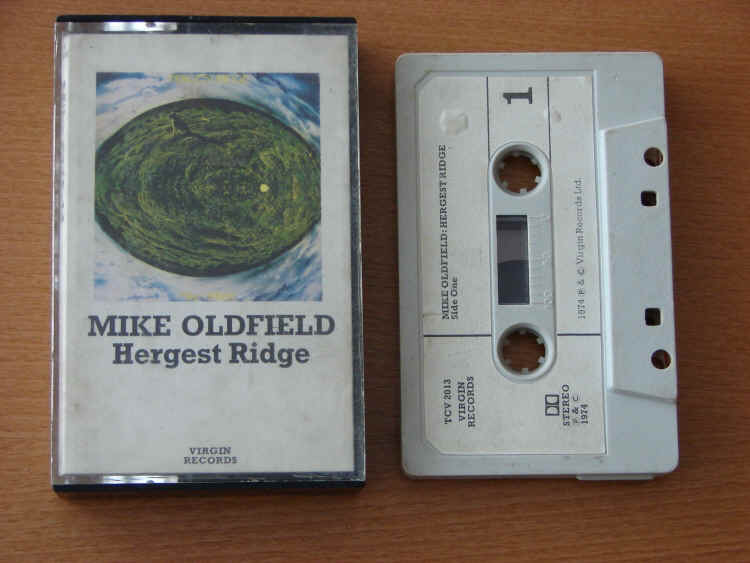 MIKE OLDFIELD
Hergest Ridge
VIRGIN
RECORDS
1
MIKE OLDFIELD: HERGEST RIDGE
Side One
1974 ℗ & © Virgin Records Ltd.
TCV 2013
VIRGIN
RECORDS
STEREO
℗ & ©
1974